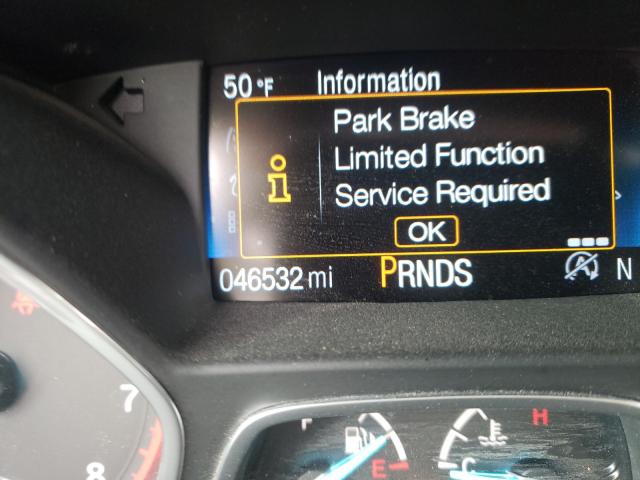 50 °F Information
Park Brake
Limited Function
Service Required
OK
046532 mi PRNDS N
7
8
F
E
H
C